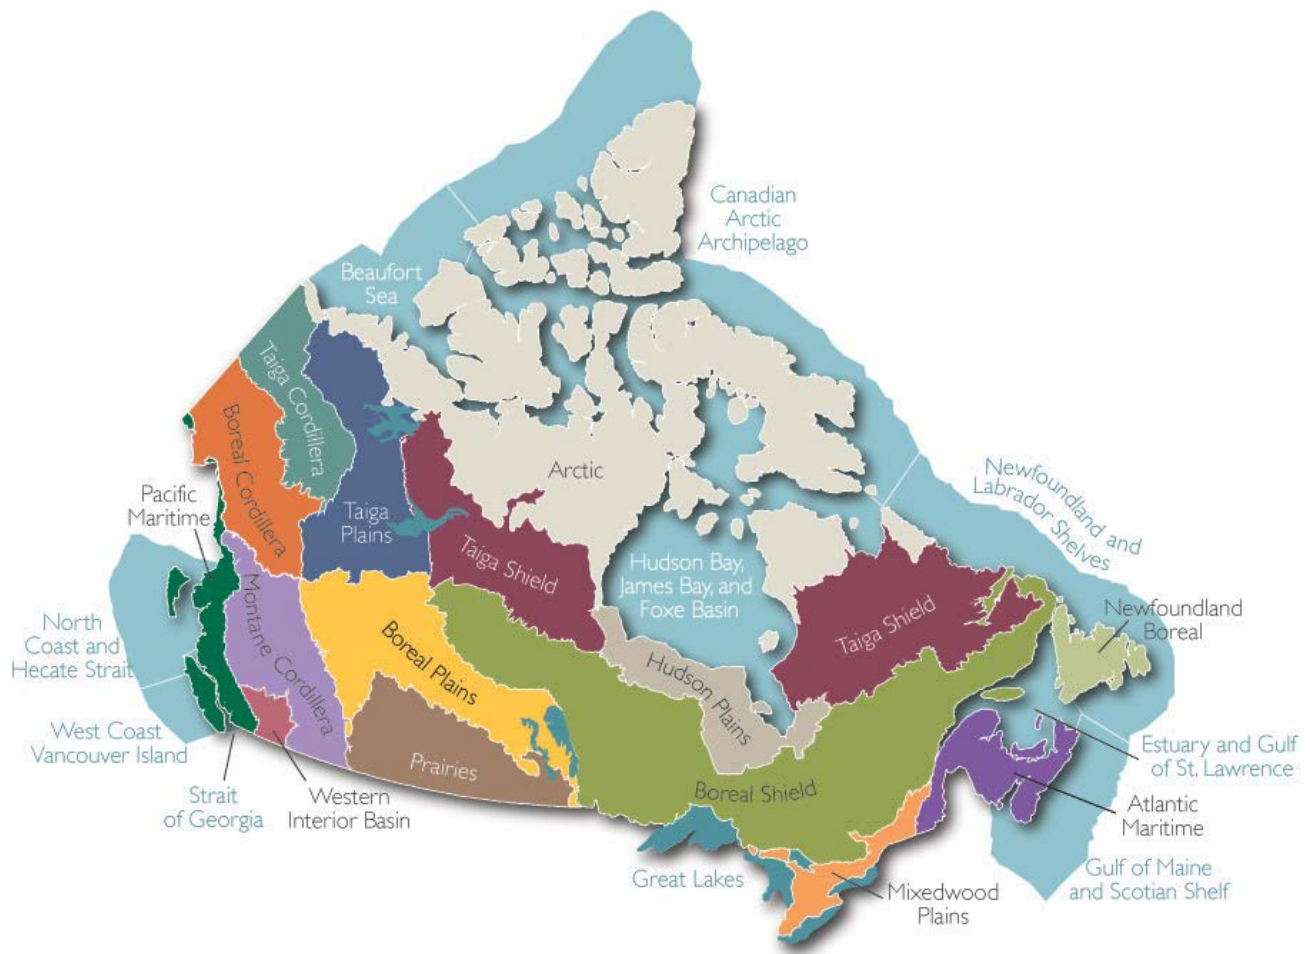 Canadian
Arctic
Archipelago
Beaufort
Sea
Taiga Cordillera
Boreal Cordillera
Arctic
Newfoundland and
Labrador Shelves
Pacific
Maritime
Taiga
Plains
Taiga Shield
Hudson Bay,
James Bay, and
Foxe Basin
Taiga Shield
Newfoundland
Boreal
North
Coast and
Hecate Strait
Montane Cordillera
Boreal Plains
Hudson Plains
West Coast
Vancouver Island
Prairies
Boreal Shield
Estuary and Gulf
of St. Lawrence
Strait
of Georgia
Western
Interior Basin
Atlantic
Maritime
Great Lakes
Mixedwood
Plains
Gulf of Maine
and Scotian Shelf